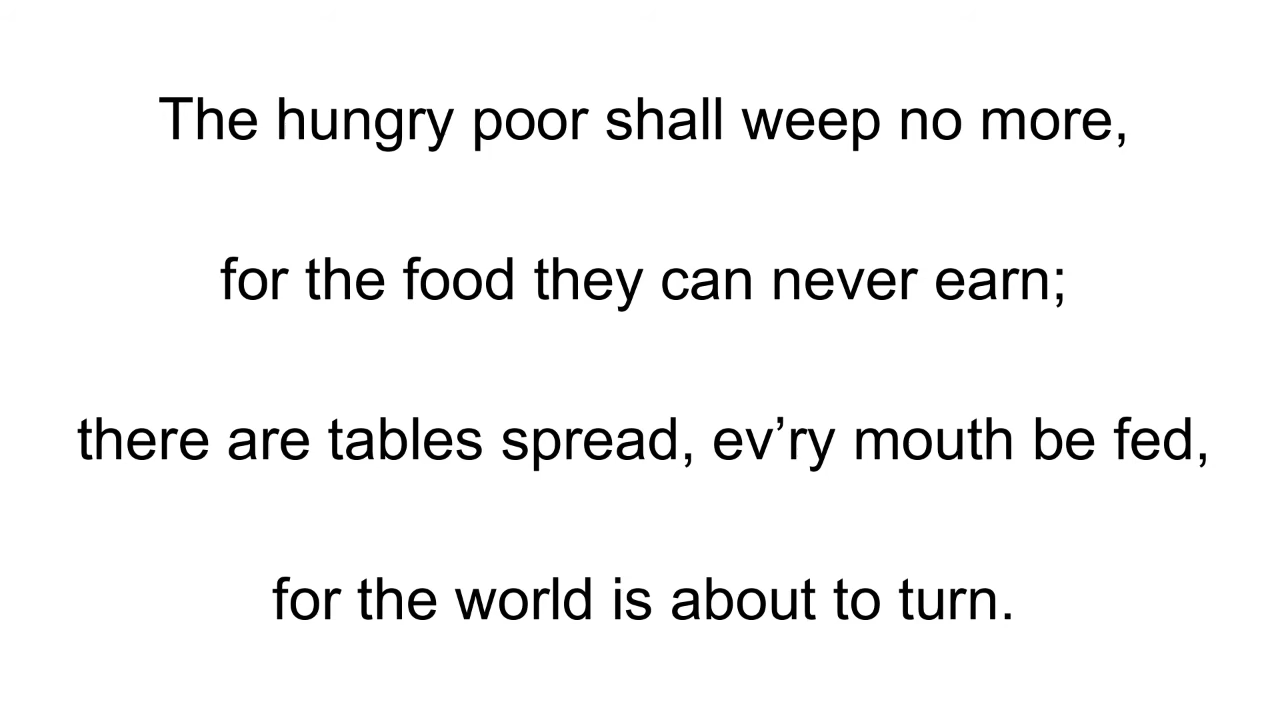 The hungry poor shall weep no more,
for the food they can never earn;
there are tables spread, ev’ry mouth be fed,
for the world is about to turn.